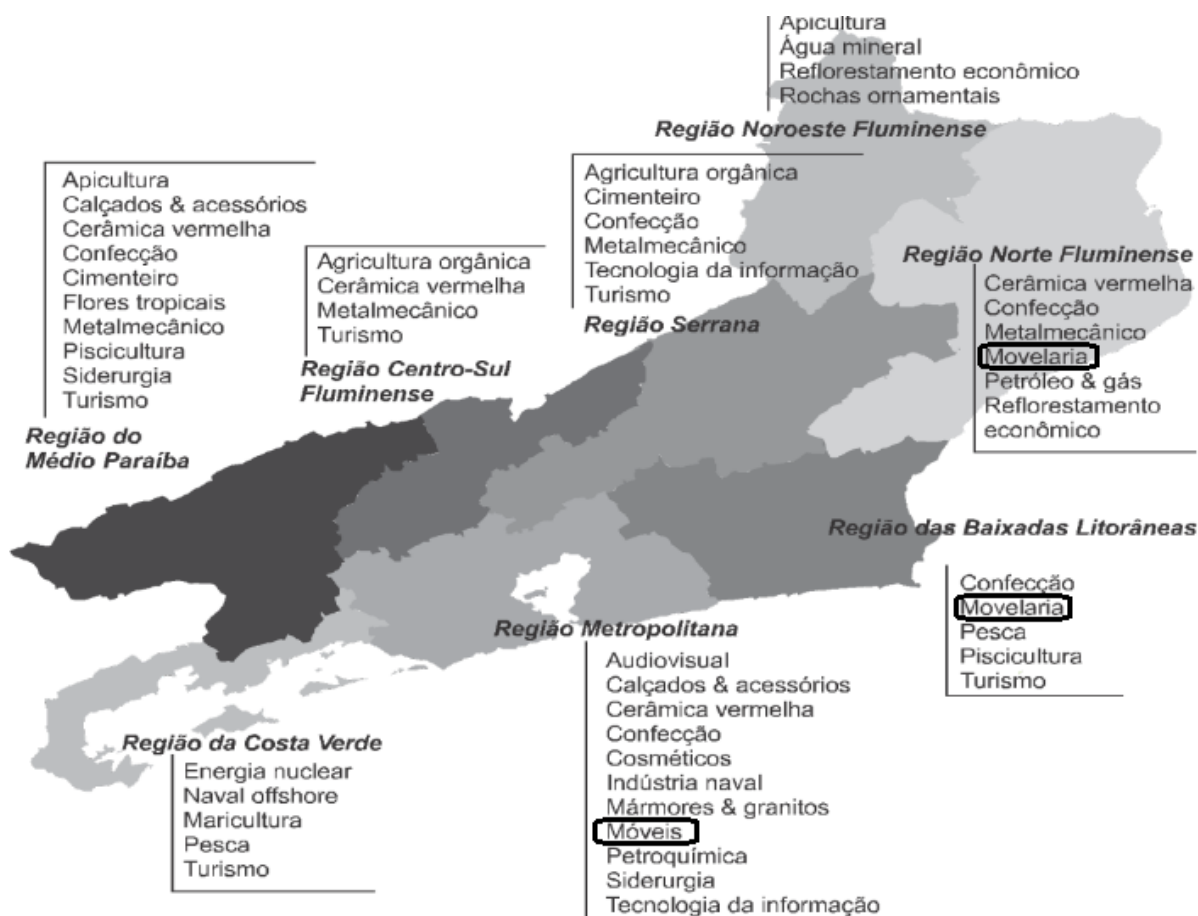 Apicultura
Água mineral
Reflorestamento econômico
Rochas ornamentais
Região Noroeste Fluminense
Apicultura
Calçados & acessórios
Cerâmica vermelha
Confecção
Cimenteiro
Flores tropicais
Metalmecânico
Piscicultura
Siderurgia
Turismo
Região do
Médio Paraíba
Agricultura orgânica
Cerâmica vermelha
Metalmecânico
Turismo
Região Centro-Sul
Fluminense
Agricultura orgânica
Cimenteiro
Confecção
Metalmecânico
Tecnologia da informação
Turismo
Região Serrana
Região Norte Fluminense
Cerâmica vermelha
Confecção
Metalmecânico
Movelaria
Petróleo & gás
Reflorestamento
econômico
Região das Baixadas Litorâneas
Confecção
Movelaria
Pesca
Piscicultura
Turismo
Região Metropolitana
Audiovisual
Calçados & acessórios
Cerâmica vermelha
Confecção
Cosméticos
Indústria naval
Mármores & granitos
Móveis
Petroquímica
Siderurgia
Tecnologia da informação
Região da Costa Verde
Energia nuclear
Naval offshore
Maricultura
Pesca
Turismo